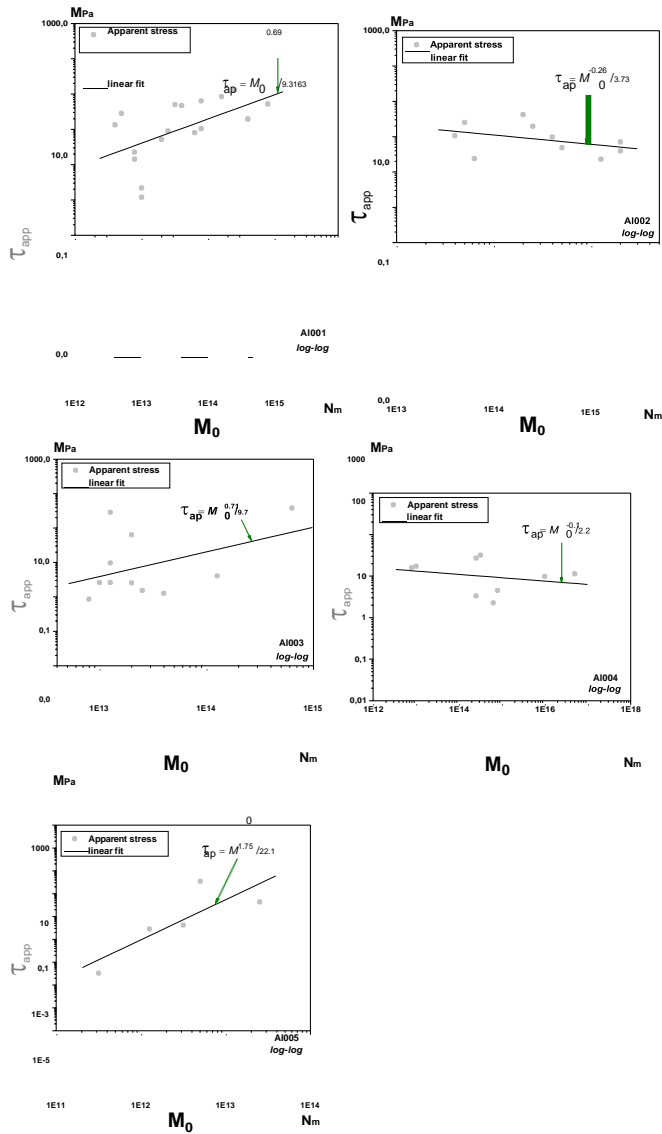 MPa
1000,0
Apparent stress
linear fit
0.69
τap = M0 /9.3163
10,0
τapp
0,1
AI001
log-log
0,0
1E12 1E13 1E14 1E15
M0 Nm
MPa
1000,0
Apparent stress
linear fit
τap = M0 -0.26 /3.73
10,0
τapp
AI002
log-log
0,1
0,0
1E13 1E14 1E15
M0 Nm
MPa
1000,0
Apparent stress
linear fit
τap = M0 0.71 /9.7
10,0
τapp
0,1
AI003
log-log
0,0
1E13 1E14 1E15
M0 Nm
MPa
1000
Apparent stress
linear fit
100
τap = M0 -0.1 /2.2
10
1
0,1
AI004
log-log
0,01
1E12 1E14 1E16 1E18
M0 Nm
MPa
0
1000
Apparent stress
linear fit
τap = M1.75 /22.1
10
τapp
0,1
1E-3
AI005
log-log
1E-5
1E11 1E12 1E13 1E14
M0 Nm